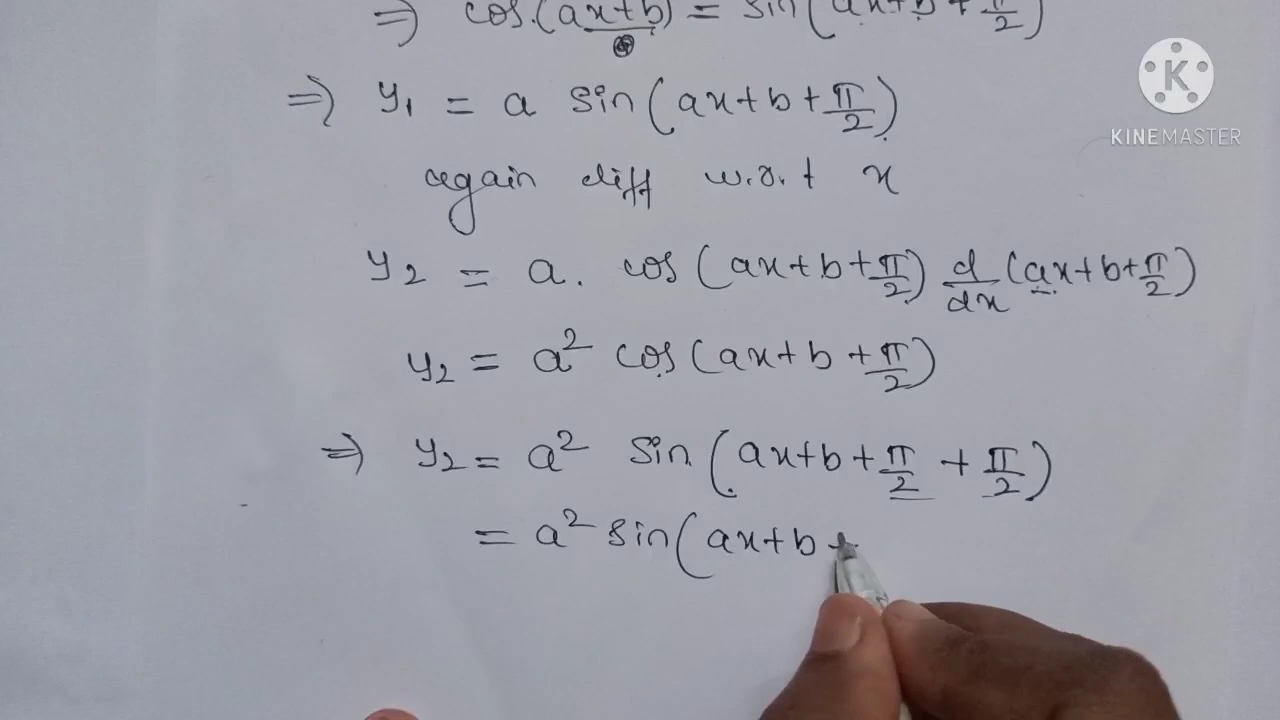 ⇒ cos.(ax+b) = sin(ax+b+π/2)
KINEMASTER
⇒ y₁ = a sin(ax+b+π/2)
again diff w.r.t x
y₂ = a. cos(ax+b+π/2) d/dx (ax+b+π/2)
y₂ = a² cos(ax+b+π/2)
⇒ y₂ = a² sin(ax+b+π/2 + π/2)
= a² sin(ax+b+